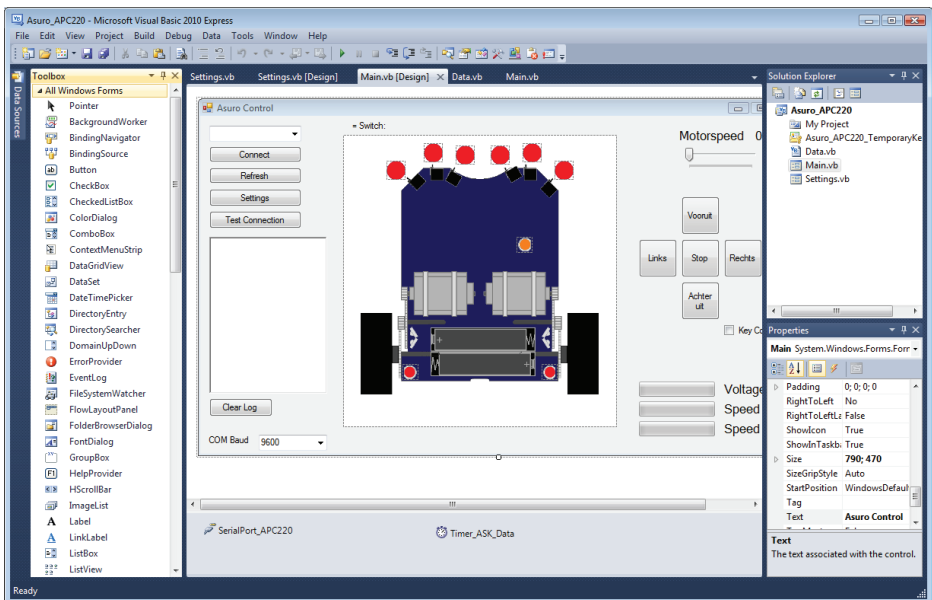 Asuro_APC220 - Microsoft Visual Basic 2010 Express
File Edit View Project Build Debug Data Tools Window Help
Data Sources
Toolbox
All Windows Forms
Pointer
BackgroundWorker
BindingNavigator
BindingSource
Button
CheckBox
CheckedListBox
ColorDialog
ComboBox
ContextMenuStrip
DataGridView
DataSet
DateTimePicker
DirectoryEntry
DirectorySearcher
DomainUpDown
ErrorProvider
EventLog
FileSystemWatcher
FlowLayoutPanel
FolderBrowserDialog
FontDialog
GroupBox
HelpProvider
HScrollBar
ImageList
Label
LinkLabel
ListBox
ListView
Settings.vb Settings.vb [Design] Main.vb [Design] Data.vb Main.vb
Asuro Control
= Switch:
Connect
Refresh
Settings
Test Connection
Clear Log
COM Baud 9600
Motorspeed 0
Vooruit
Links Stop Rechts
Achter
uit
Key Co
Voltage
Speed
Speed
SerialPort_APC220 Timer_ASK_Data
Solution Explorer
Asuro_APC220
My Project
Asuro_APC220_TemporaryKe
Data.vb
Main.vb
Settings.vb
Properties
Main System.Windows.Forms.Forr
Padding 0; 0; 0; 0
RightToLeft No
RightToLeftLa False
ShowIcon True
ShowInTaskba True
Size 790; 470
SizeGripStyle Auto
StartPosition WindowsDefaul
Tag
Text Asuro Control
Text
The text associated with the control.
Ready